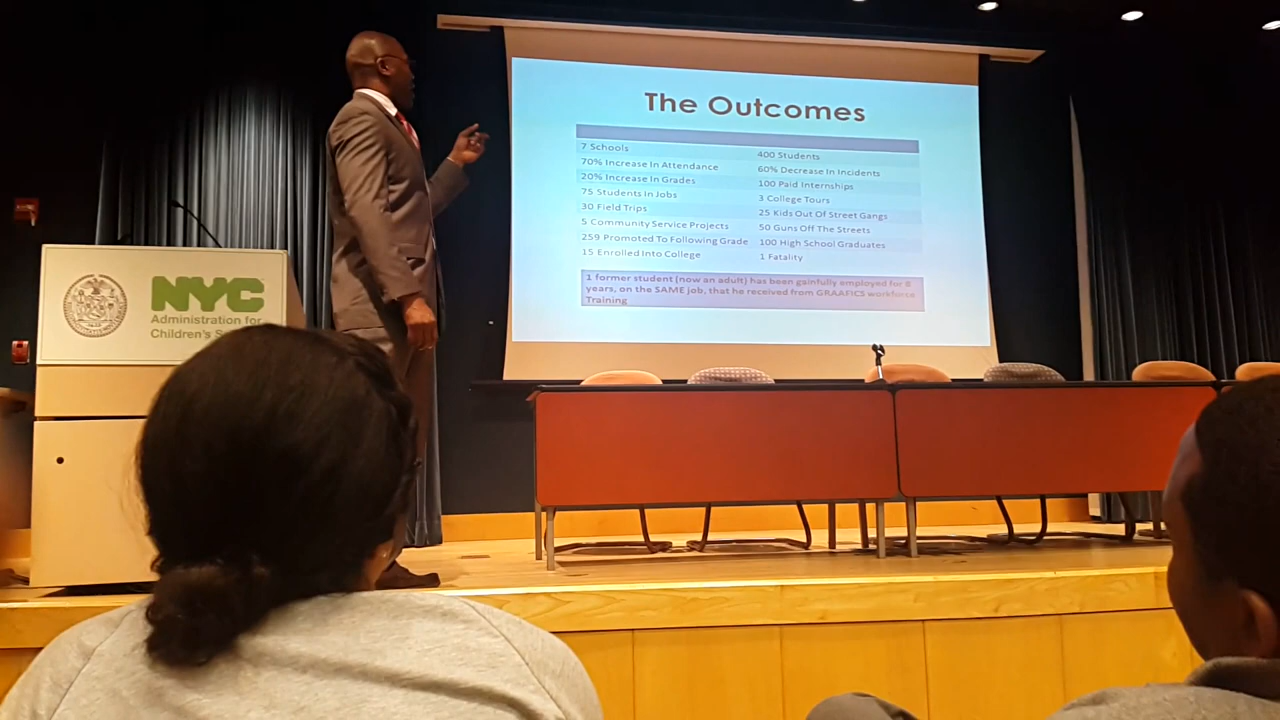 The Outcomes
7 Schools 400 Students
70% Increase In Attendance 60% Decrease In Incidents
20% Increase In Grades 100 Paid Internships
75 Students In Jobs 3 College Tours
30 Field Trips 25 Kids Out Of Street Gangs
5 Community Service Projects 50 Guns Off The Streets
259 Promoted To Following Grade 100 High School Graduates
15 Enrolled Into College 1 Fatality
1 former student (now an adult) has been gainfully employed for 6
years, on the SAME job, that he received from GRAAFICS workforce
Training
NYC
Administration for
Children's